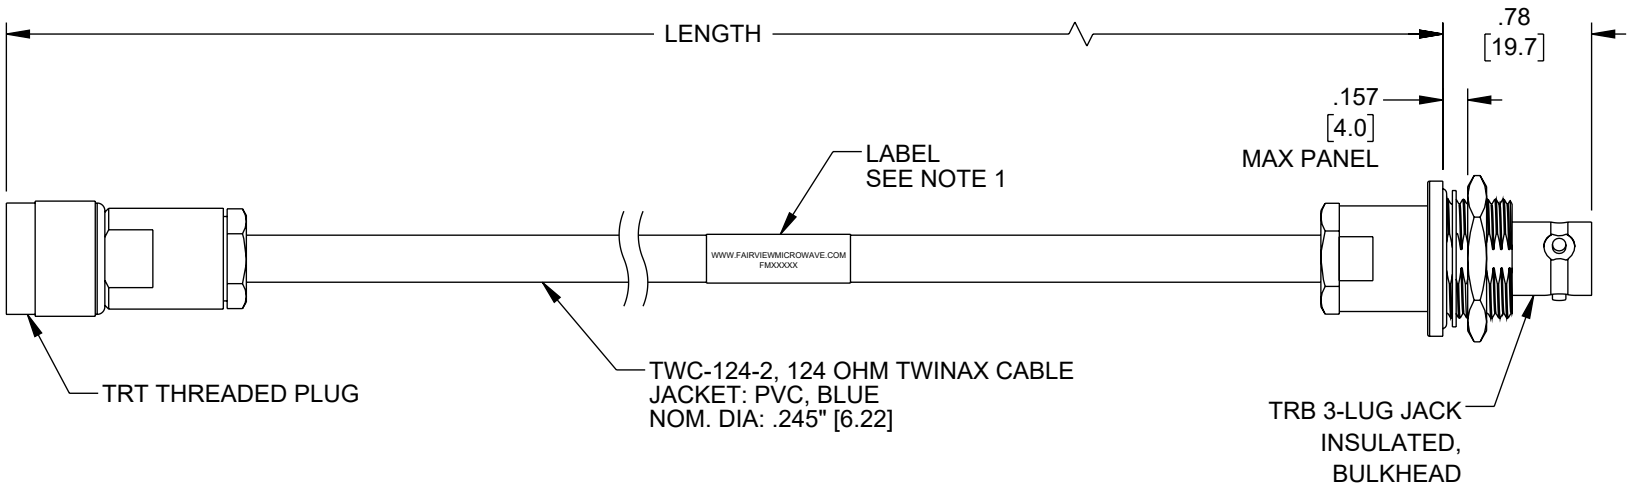 LENGTH
.78
[19.7]
.157
[4.0]
MAX PANEL
LABEL
SEE NOTE 1
WWW.FAIRVIEWMICROWAVE.COM
FMXXXXX
TRT THREADED PLUG
TWC-124-2, 124 OHM TWINAX CABLE
JACKET: PVC, BLUE
NOM. DIA: .245" [6.22]
TRB 3-LUG JACK
INSULATED,
BULKHEAD